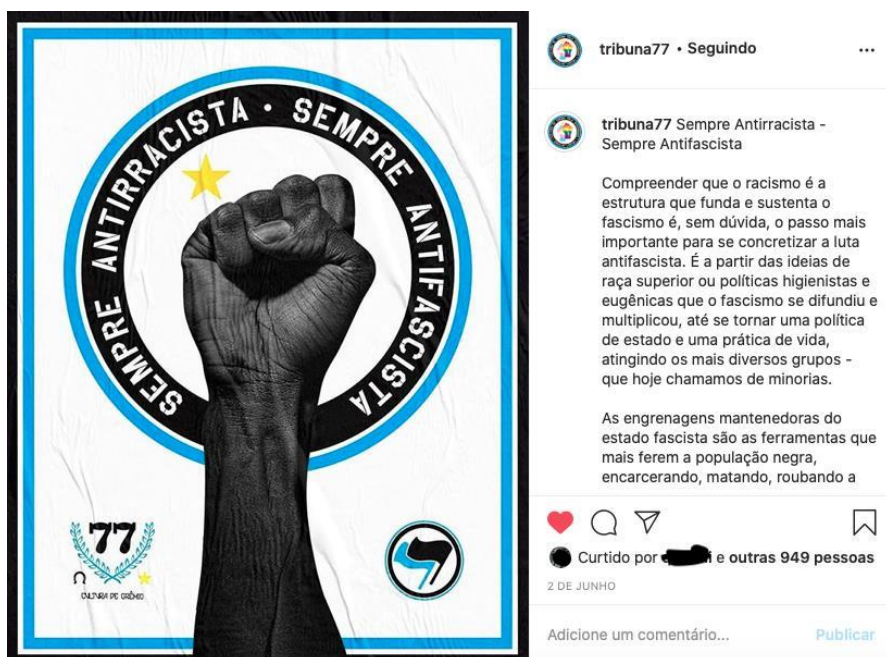 SEMPRE ANTIRRACISTA • SEMPRE ANTIFASCISTA
77
CULTURA DE GRÊMIO
tribuna77 • Seguindo
tribuna77 Sempre Antirracista -
Sempre Antifascista
Compreender que o racismo é a
estrutura que funda e sustenta o
fascismo é, sem dúvida, o passo mais
importante para se concretizar a luta
antifascista. É a partir das ideias de
raça superior ou políticas higienistas e
eugênicas que o fascismo se difundiu e
multiplicou, até se tornar uma política
de estado e uma prática de vida,
atingindo os mais diversos grupos -
que hoje chamamos de minorias.
As engrenagens mantenedoras do
estado fascista são as ferramentas que
mais ferem a população negra,
encarcerando, matando, roubando a
Curtido por e outras 949 pessoas
2 DE JUNHO
Adicione um comentário...
Publicar